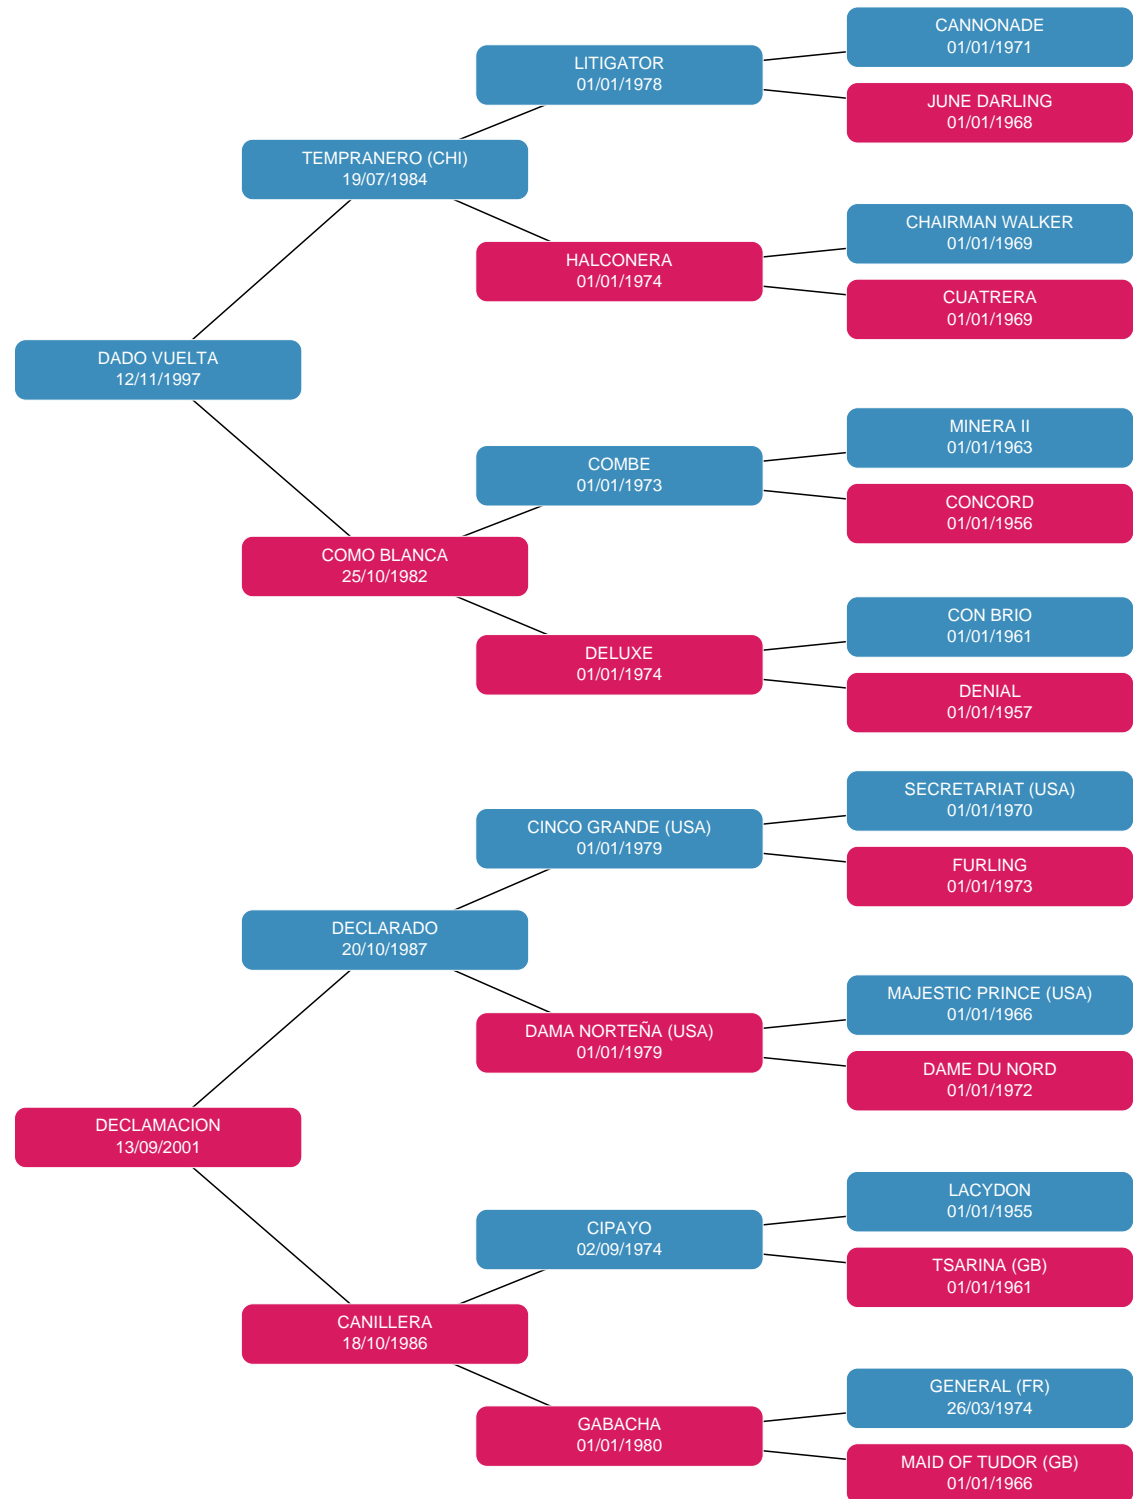 CANNONADE
01/01/1971
LITIGATOR
01/01/1978
JUNE DARLING
01/01/1968
TEMPRANERO (CHI)
19/07/1984
CHAIRMAN WALKER
01/01/1969
HALCONERA
01/01/1974
CUATRERA
01/01/1969
DADO VUELTA
12/11/1997
MINERA II
01/01/1963
COMBE
01/01/1973
CONCORD
01/01/1956
COMO BLANCA
25/10/1982
CON BRIO
01/01/1961
DELUXE
01/01/1974
DENIAL
01/01/1957
SECRETARIAT (USA)
01/01/1970
CINCO GRANDE (USA)
01/01/1979
FURLING
01/01/1973
DECLARADO
20/10/1987
MAJESTIC PRINCE (USA)
01/01/1966
DAMA NORTEÑA (USA)
01/01/1979
DAME DU NORD
01/01/1972
DECLAMACION
13/09/2001
LACYDON
01/01/1955
CIPAYO
02/09/1974
TSARINA (GB)
01/01/1961
CANILLERA
18/10/1986
GENERAL (FR)
26/03/1974
GABACHA
01/01/1980
MAID OF TUDOR (GB)
01/01/1966